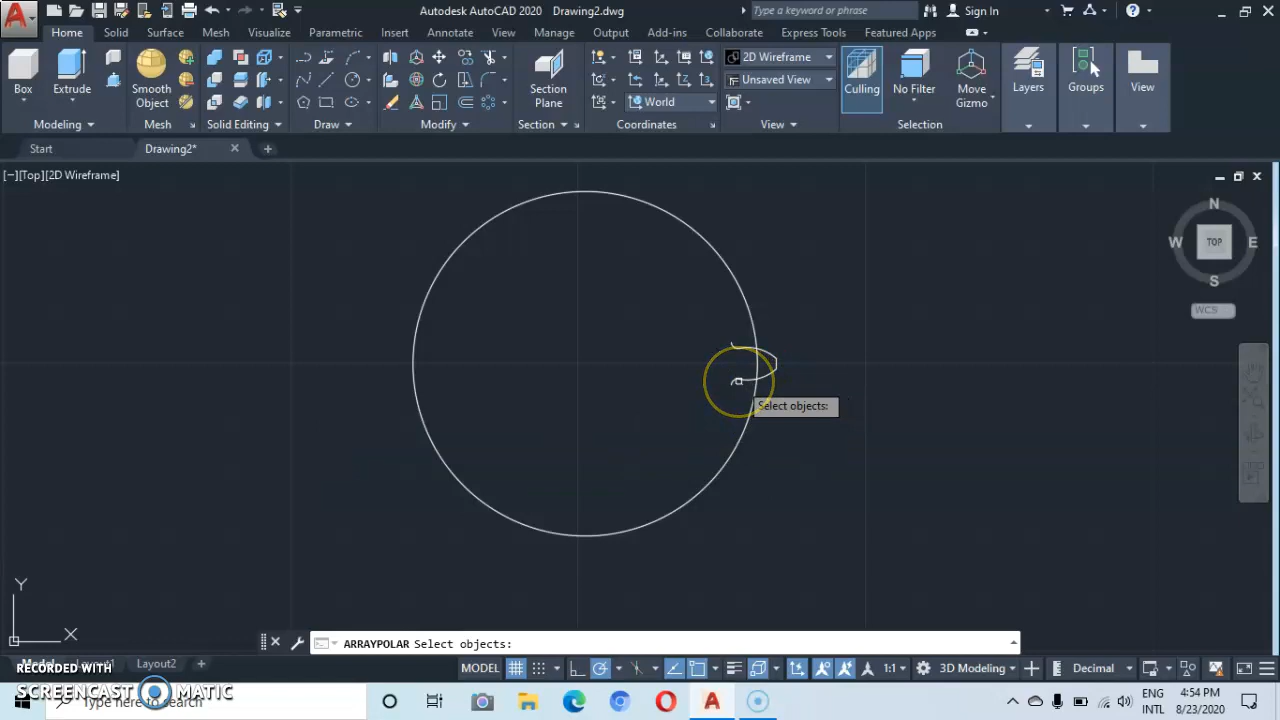 Autodesk AutoCAD 2020 Drawing2.dwg
Type a keyword or phrase
Sign In
Home Solid Surface Mesh Visualize Parametric Insert Annotate View Manage Output Add-ins Collaborate Express Tools Featured Apps
Box
Extrude
Smooth
Object
Section
Plane
World
2D Wireframe
Unsaved View
Culling
No Filter
Move
Gizmo
Layers
Groups
View
Modeling
Mesh
Solid Editing
Draw
Modify
Section
Coordinates
View
Selection
Start
Drawing2*
[−][Top][2D Wireframe]
N
W
TOP
E
S
WCS
Select objects:
Y
X
ARRAYPOLAR Select objects:
Layout2
MODEL
1:1
3D Modeling
Decimal
RECORDED WITH
SCREENCAST MATIC
Type here to search
ENG
INTL
4:54 PM
8/23/2020